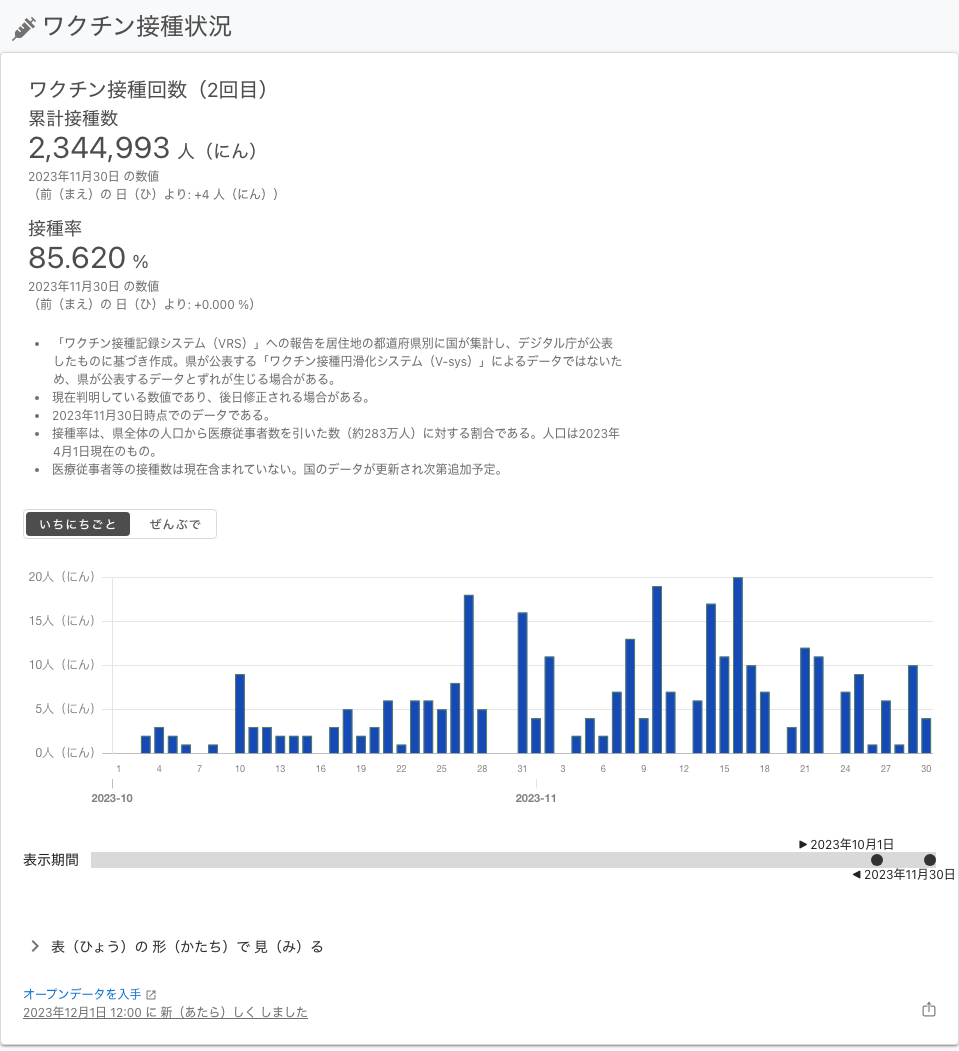 ワクチン接種状況
ワクチン接種回数（2回目）
累計接種数
2,344,993 人（にん）
2023年11月30日 の数値
（前（まえ）の 日（ひ）より: +4 人（にん））
接種率
85.620 %
2023年11月30日 の数値
（前（まえ）の 日（ひ）より: +0.000 %）
• 「ワクチン接種記録システム（VRS）」への報告を居住地の都道府県別に国が集計し、デジタル庁が公表
したものに基づき作成。県が公表する「ワクチン接種円滑化システム（V-sys）」によるデータではないた
め、県が公表するデータとずれが生じる場合がある。
• 現在判明している数値であり、後日修正される場合がある。
• 2023年11月30日時点でのデータである。
• 接種率は、県全体の人口から医療従事者数を引いた数（約283万人）に対する割合である。人口は2023年
4月1日現在のもの。
• 医療従事者等の接種数は現在含まれていない。国のデータが更新され次第追加予定。
いちにちごと ぜんぶで
20人（にん）
15人（にん）
10人（にん）
5人（にん）
0人（にん）
1 4 7 10 13 16 19 22 25 28 31 3 6 9 12 15 18 21 24 27 30
2023-10 2023-11
▶ 2023年10月1日
表示期間
◀ 2023年11月30日
表（ひょう）の 形（かたち）で 見（み）る
オープンデータを入手
2023年12月1日 12:00 に 新（あたら）しく しました